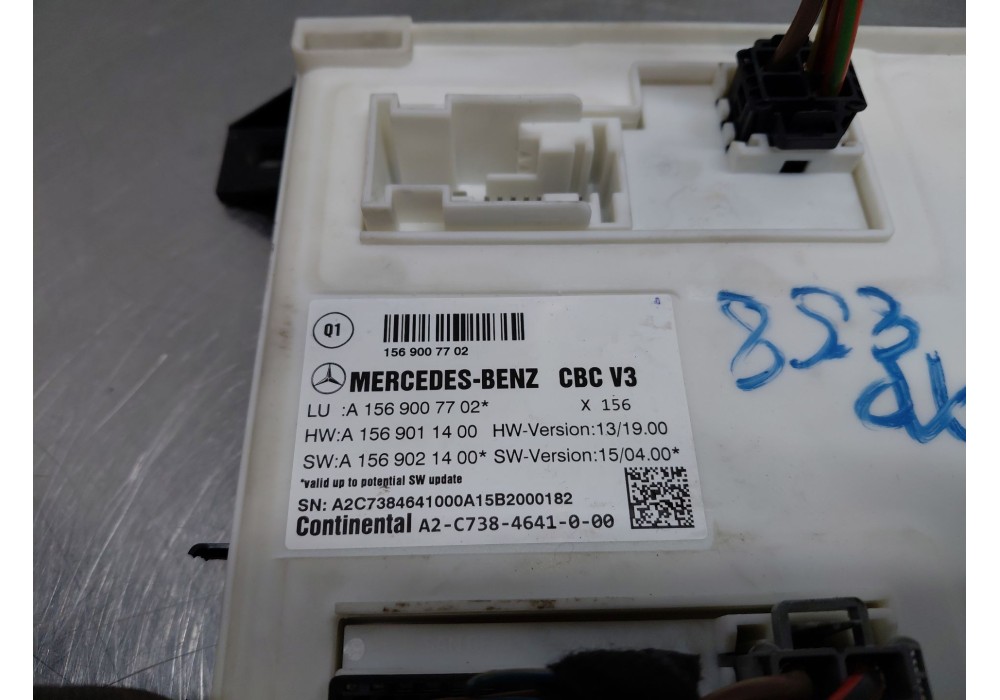 Q1
156 900 77 02
MERCEDES-BENZ CBC V3
LU :A 156 900 77 02* X 156
HW:A 156 901 14 00 HW-Version:13/19.00
SW:A 156 902 14 00* SW-Version:15/04.00*
*valid up to potential SW update
SN: A2C7384641000A15B2000182
Continental A2-C738-4641-0-00
853